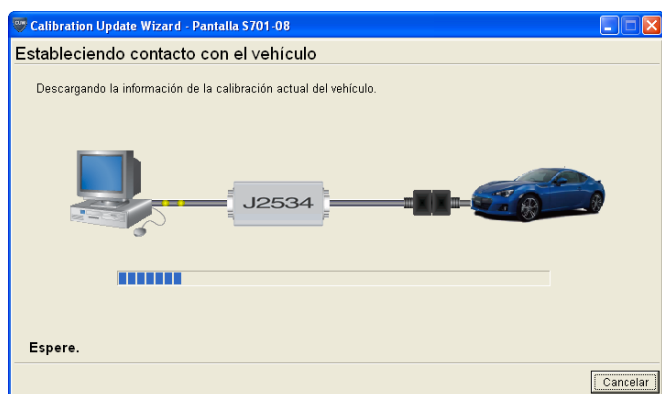 Calibration Update Wizard - Pantalla S701-08
Estableciendo contacto con el vehículo
Descargando la información de la calibración actual del vehículo.
J2534
Espere.
Cancelar